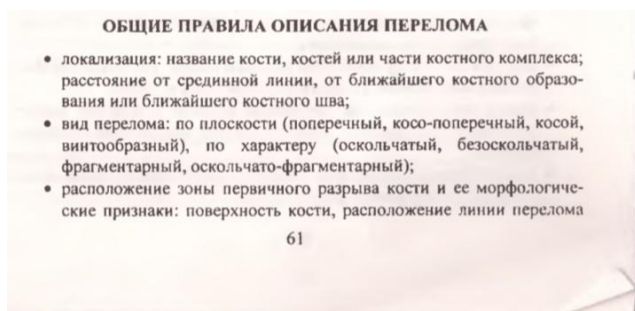 ОБЩИЕ ПРАВИЛА ОПИСАНИЯ ПЕРЕЛОМА
• локализация: название кости, костей или части костного комплекса;
расстояние от срединной линии, от ближайшего костного образо-
вания или ближайшего костного шва;
• вид перелома: по плоскости (поперечный, косо-поперечный, косой,
винтообразный), по характеру (оскольчатый, безоскольчатый,
фрагментарный, оскольчато-фрагментарный);
• расположение зоны первичного разрыва кости и ее морфологиче-
ские признаки: поверхность кости, расположение линии перелома
61